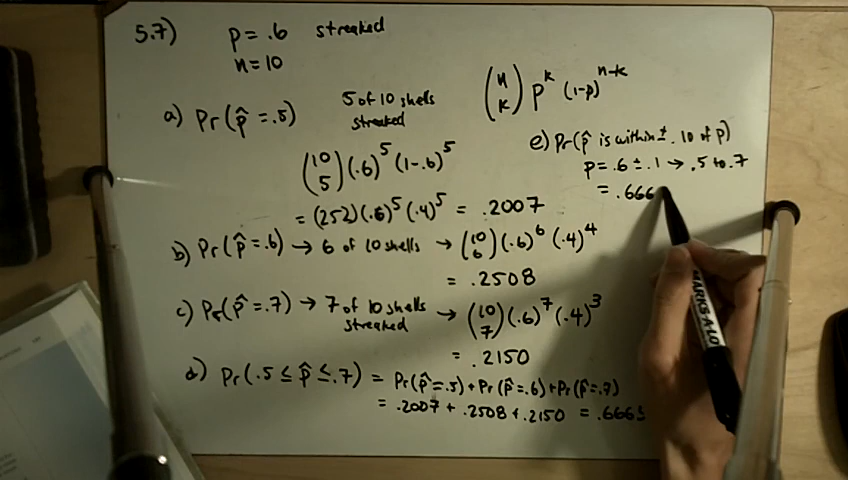 5.7) p = .6 streaked
n = 10
a) Pr(p̂ = .5) 5 of 10 shells streaked
(10 5) (.6)^5 (1-.6)^5
= (252)(.6)^5 (.4)^5 = .2007
b) Pr(p̂ = .6) → 6 of 10 shells → (10 6) (.6)^6 (.4)^4
= .2508
c) Pr(p̂ = .7) → 7 of 10 shells streaked → (10 7) (.6)^7 (.4)^3
= .2150
d) Pr(.5 ≤ p̂ ≤ .7) = Pr(p̂ = .5) + Pr(p̂ = .6) + Pr(p̂ = .7)
= .2007 + .2508 + .2150 = .6665
(n k) p^k (1-p)^n-k
e) Pr(p̂ is within ± .10 of p)
p = .6 ± .1 → .5 to .7
= .666
MARKS-A-LO